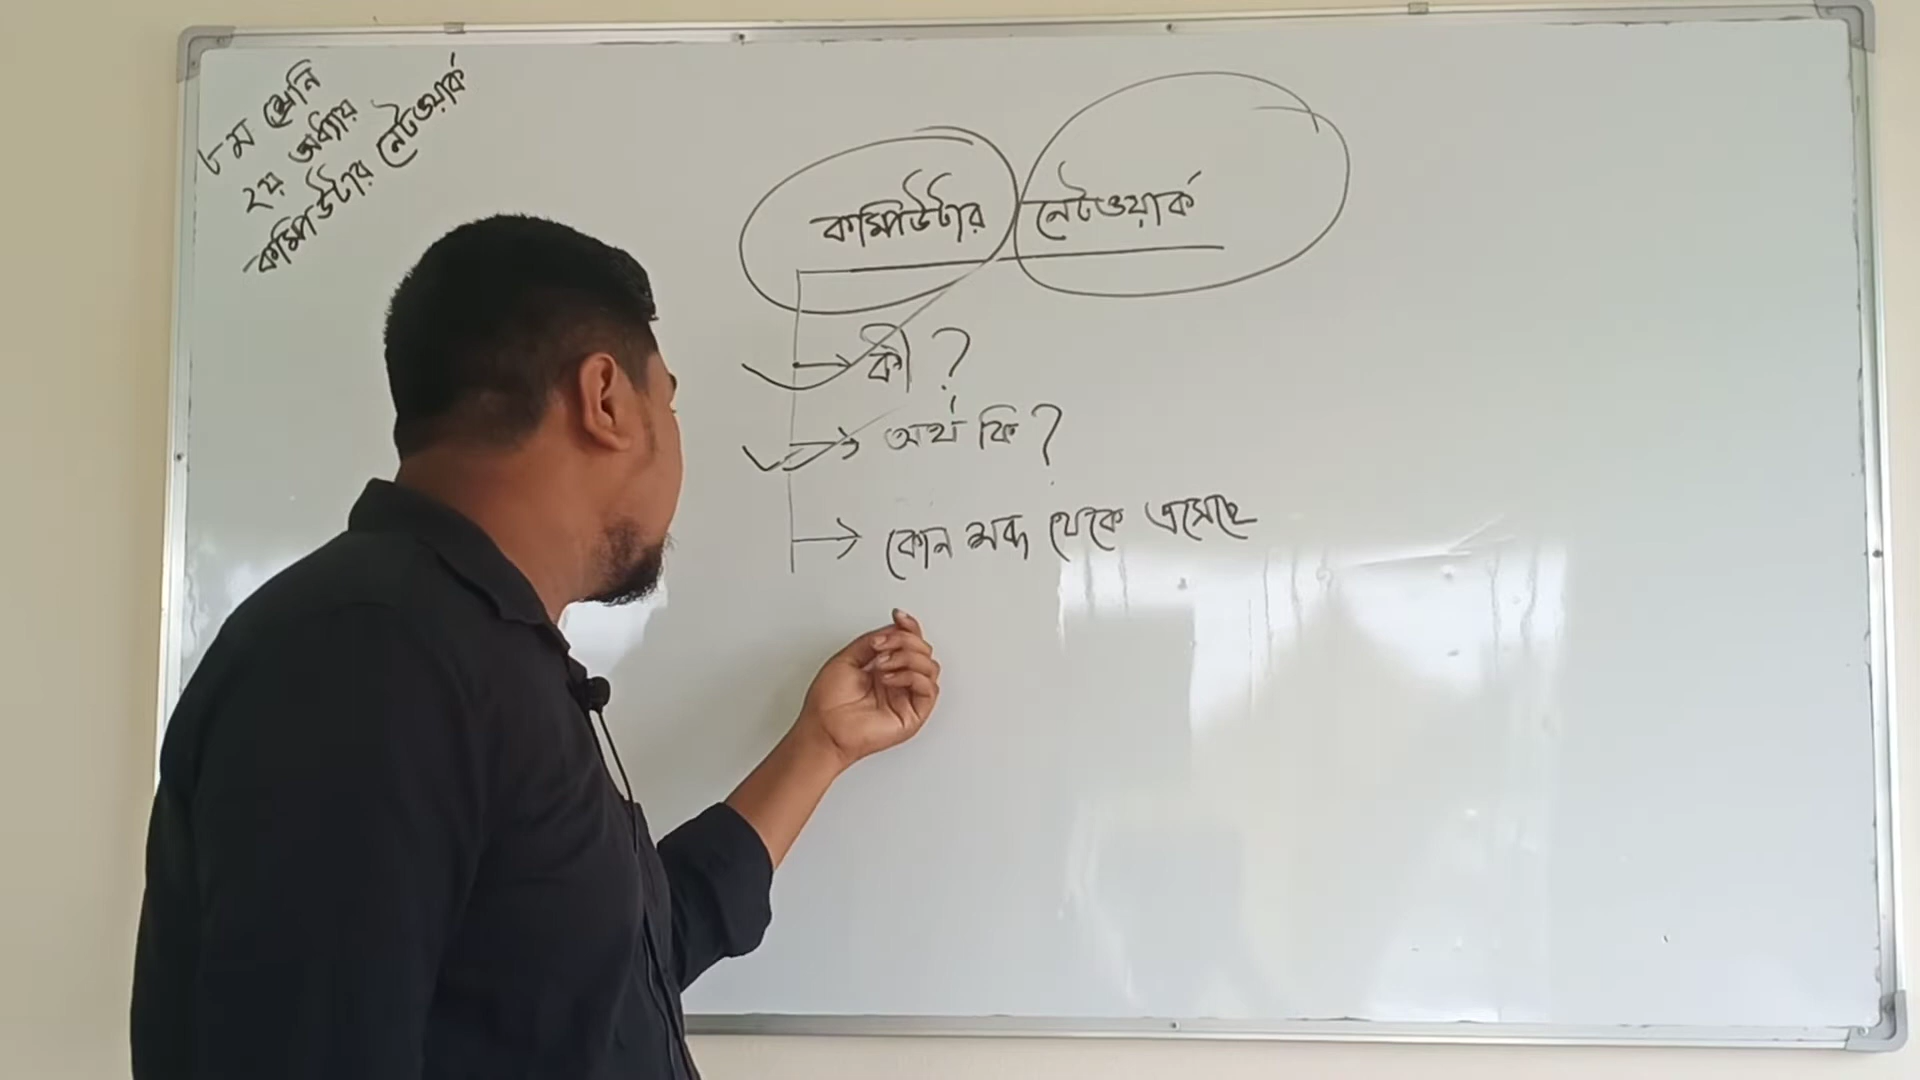 ৮ম শ্রেনি
২য় অধ্যায়
কম্পিউটার নেটওয়ার্ক
কম্পিউটার নেটওয়ার্ক
কী ?
অর্থ কি ?
কোন শব্দ থেকে এসেছে